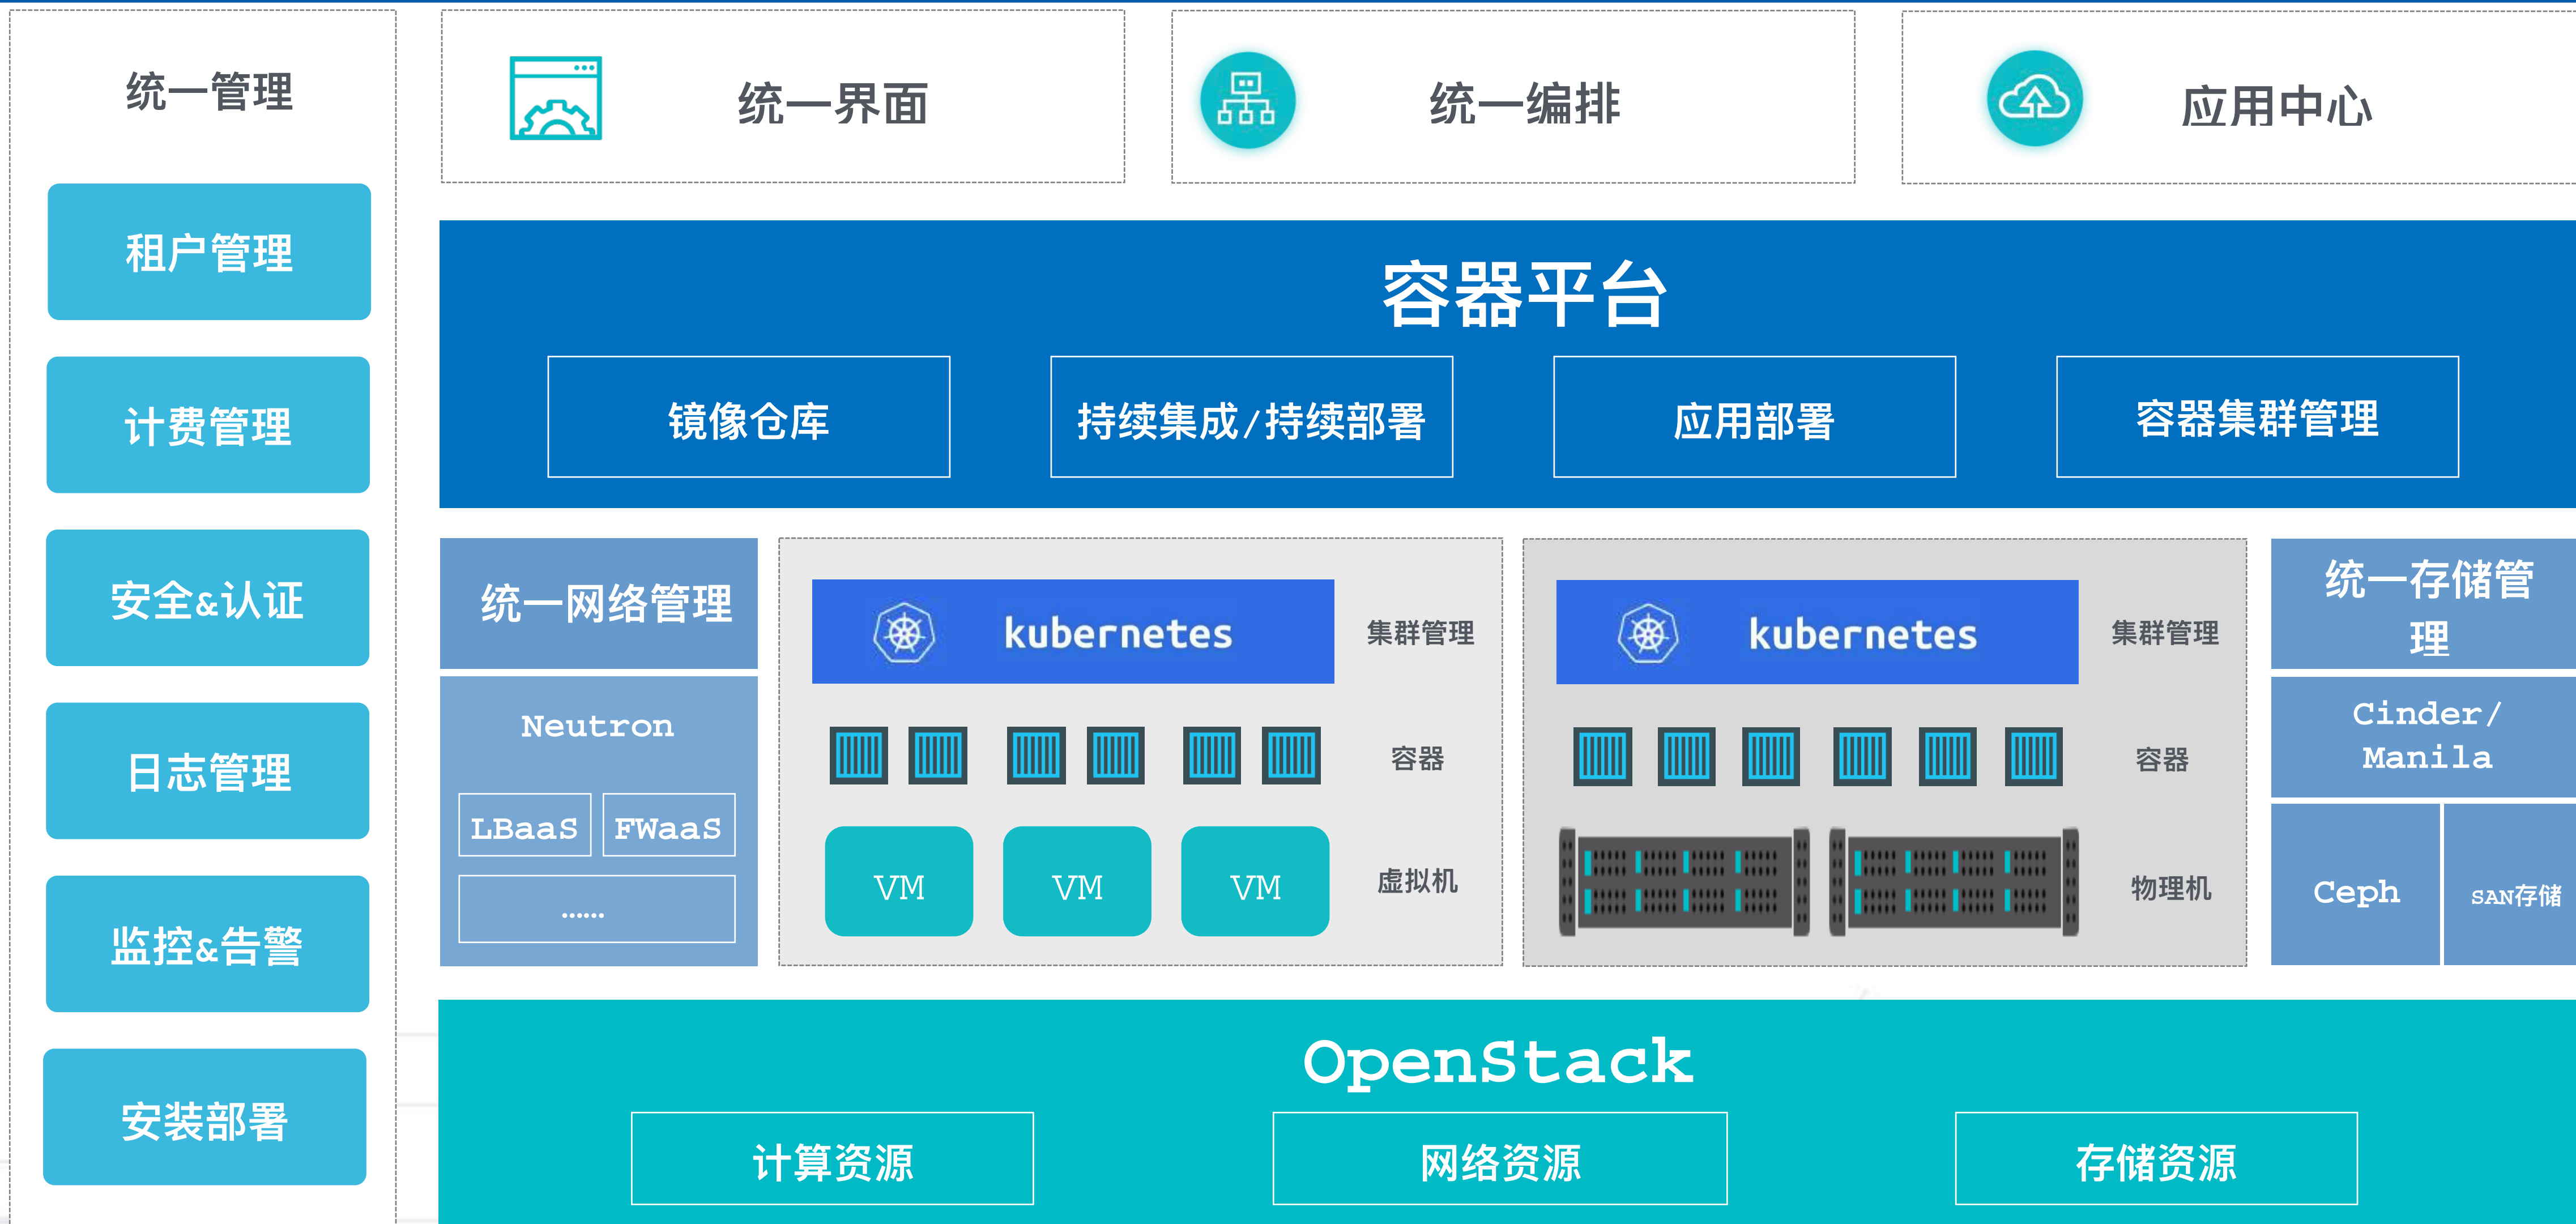 统一管理
租户管理
计费管理
安全&认证
日志管理
监控&告警
安装部署
统一界面
统一编排
应用中心
容器平台
镜像仓库
持续集成/持续部署
应用部署
容器集群管理
统一网络管理
Neutron
LBaaS
FWaaS
......
kubernetes
集群管理
容器
VM
VM
VM
虚拟机
kubernetes
集群管理
容器
物理机
统一存储管
理
Cinder/
Manila
Ceph
SAN存储
OpenStack
计算资源
网络资源
存储资源